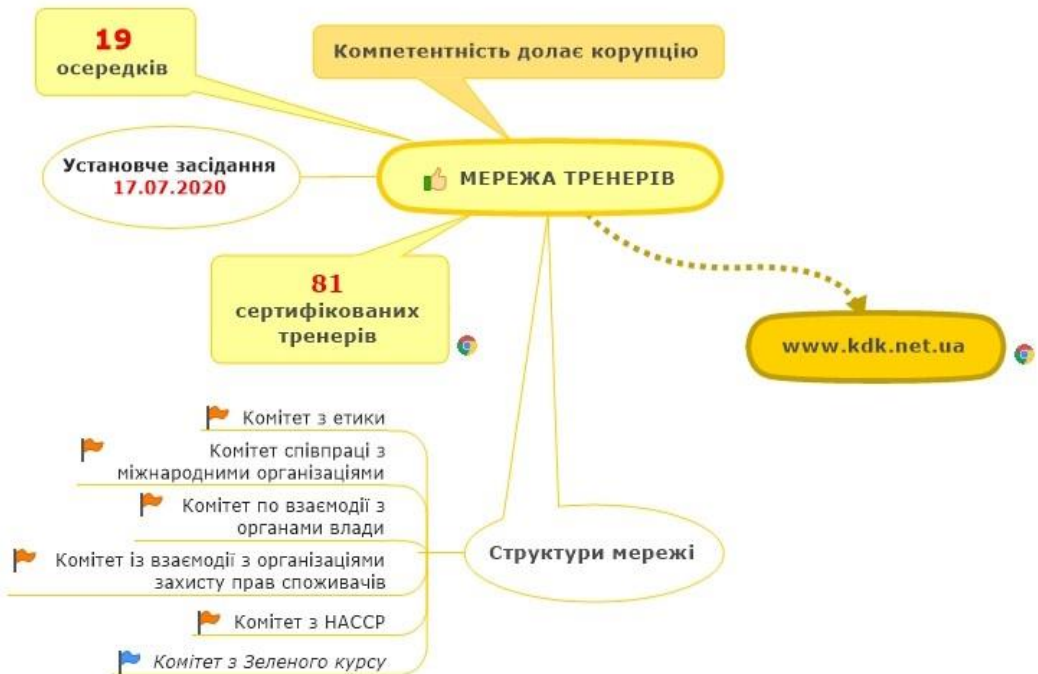 19
осередків
Компетентність долає корупцію
Установче засідання
17.07.2020
МЕРЕЖА ТРЕНЕРІВ
81
сертифікованих
тренерів
www.kdk.net.ua
Комітет з етики
Комітет співпраці з
міжнародними організаціями
Комітет по взаємодії з
органами влади
Комітет із взаємодії з організаціями
захисту прав споживачів
Комітет з НАССР
Комітет з Зеленого курсу
Структури мережі